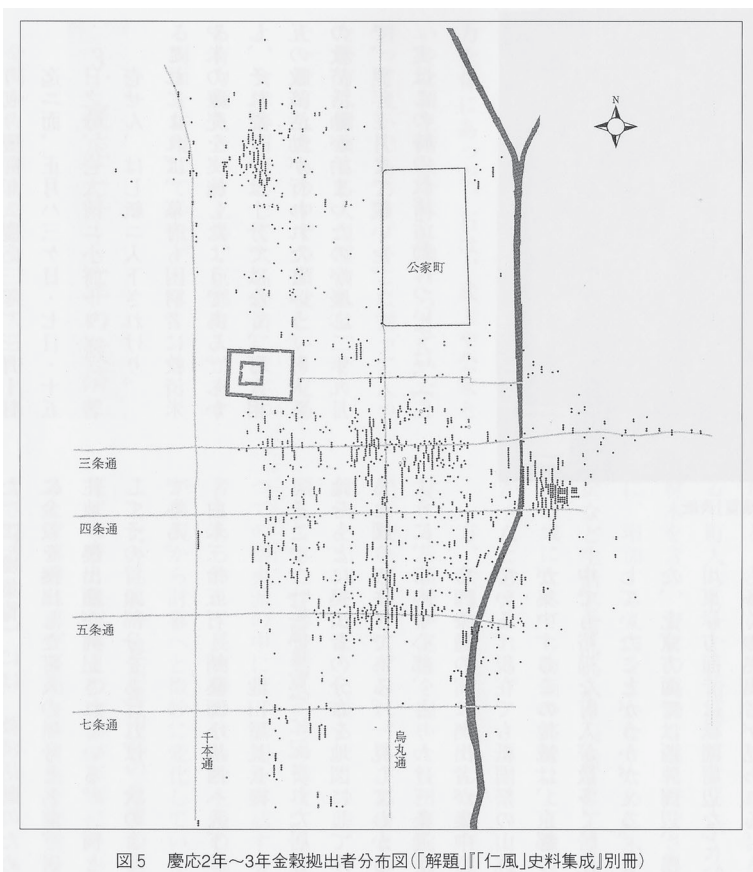 N
公家町
三条通
四条通
五条通
七条通
千本通
烏丸通
図5 慶応2年～3年金穀拠出者分布図(「解題」『「仁風」史料集成』別冊)